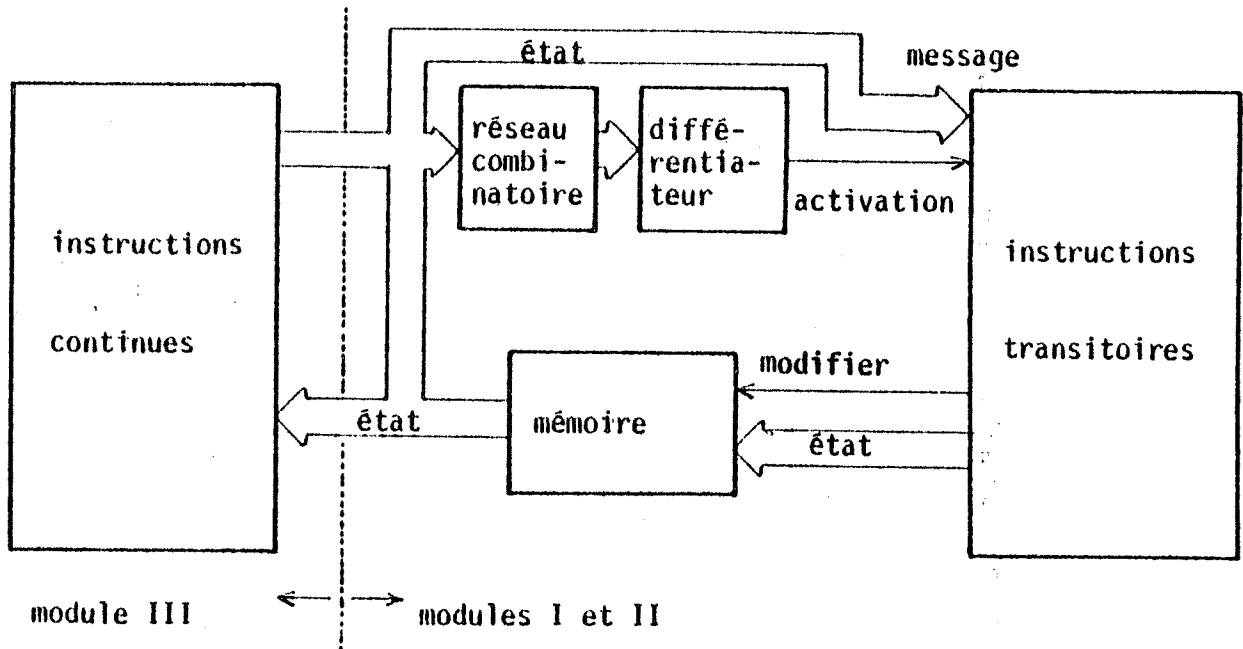 état
message
réseau
combi-
natoire
diffé-
rentia-
teur
activation
instructions
continues
instructions
transitoires
modifier
mémoire
état
état
module III
modules I et II